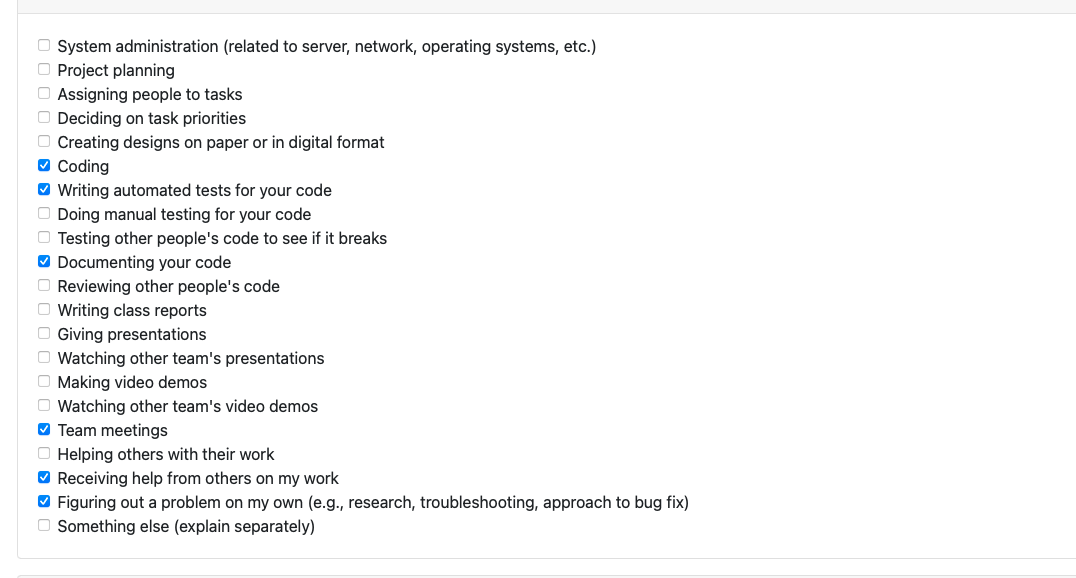 System administration (related to server, network, operating systems, etc.)
Project planning
Assigning people to tasks
Deciding on task priorities
Creating designs on paper or in digital format
Coding
Writing automated tests for your code
Doing manual testing for your code
Testing other people's code to see if it breaks
Documenting your code
Reviewing other people's code
Writing class reports
Giving presentations
Watching other team's presentations
Making video demos
Watching other team's video demos
Team meetings
Helping others with their work
Receiving help from others on my work
Figuring out a problem on my own (e.g., research, troubleshooting, approach to bug fix)
Something else (explain separately)